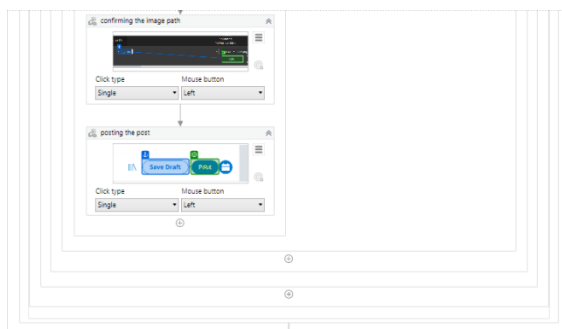 confirming the image path
Click type
Mouse button
Single
Left
posting the post
Save Draft
Post
Click type
Mouse button
Single
Left